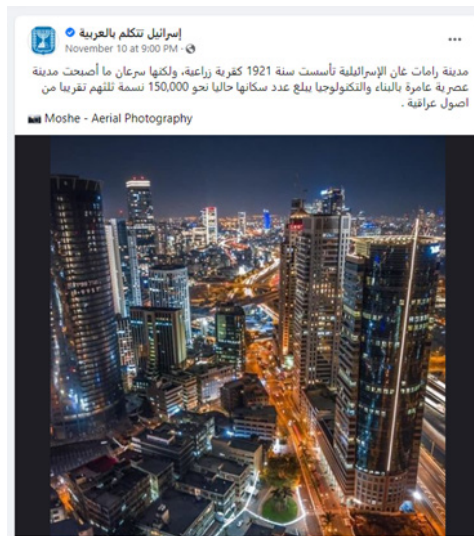 إسرائيل تتكلم بالعربية
November 10 at 9:00 PM ·
مدينة رامات غان الإسرائيلية تأسست سنة 1921 كقرية زراعية، ولكنها سرعان ما أصبحت مدينة
عصرية عامرة بالبناء والتكنولوجيا يبلغ عدد سكانها حاليا نحو 150,000 نسمة ثلثهم تقريبا من
اصول عراقية .
Moshe - Aerial Photography